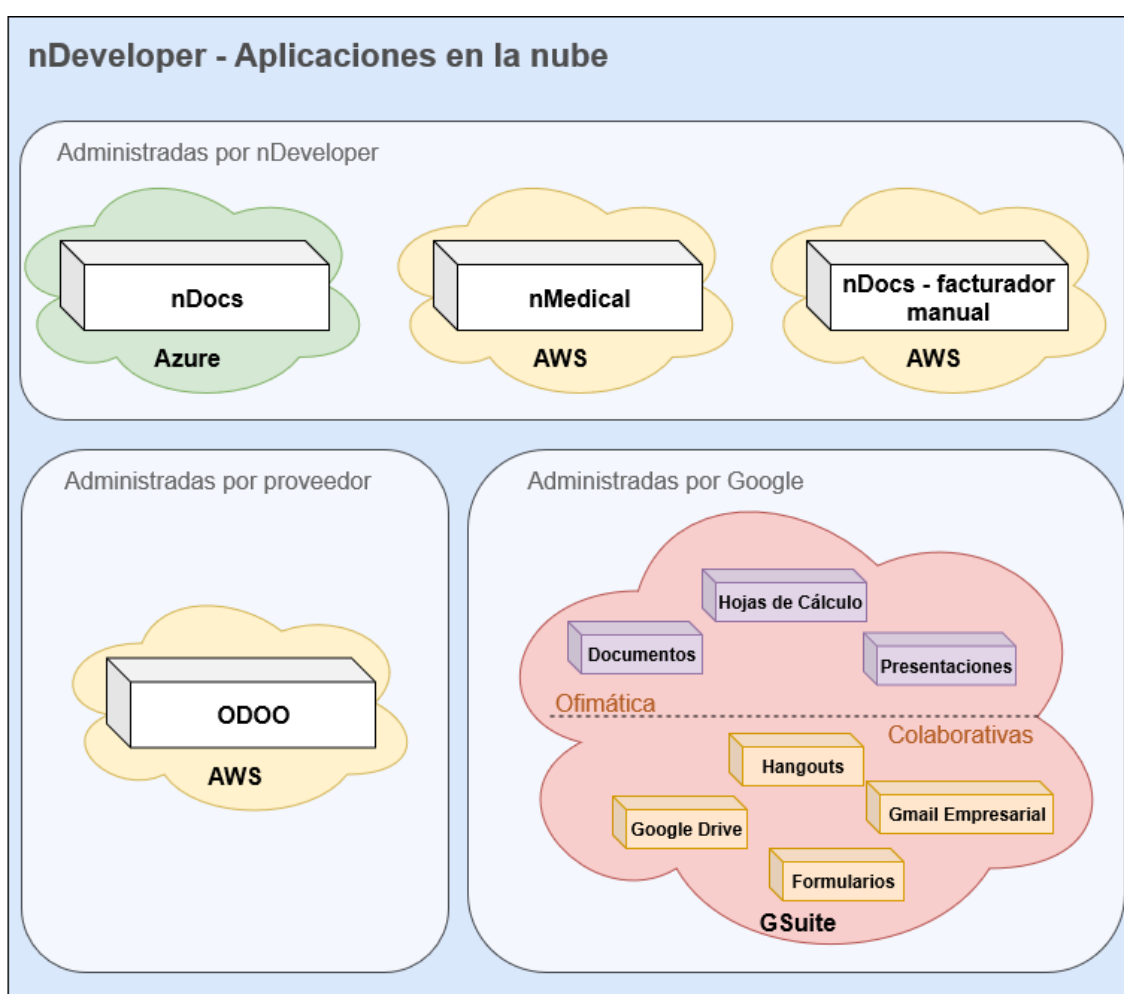 nDeveloper - Aplicaciones en la nube
Administradas por nDeveloper
nDocs
Azure
nMedical
AWS
nDocs - facturador
manual
AWS
Administradas por proveedor
ODOO
AWS
Administradas por Google
Hojas de Cálculo
Documentos
Presentaciones
Ofimática
Colaborativas
Hangouts
Gmail Empresarial
Google Drive
Formularios
GSuite